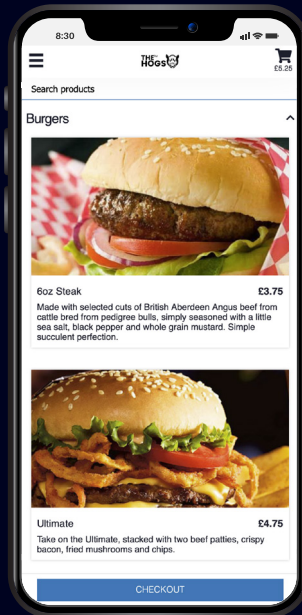 8:30
THE
HOGS
£5.25
Search products
Burgers
6oz Steak £3.75
Made with selected cuts of British Aberdeen Angus beef from
cattle bred from pedigree bulls, simply seasoned with a little
sea salt, black pepper and whole grain mustard. Simple
succulent perfection.
Ultimate £4.75
Take on the Ultimate, stacked with two beef patties, crispy
bacon, fried mushrooms and chips.
CHECKOUT